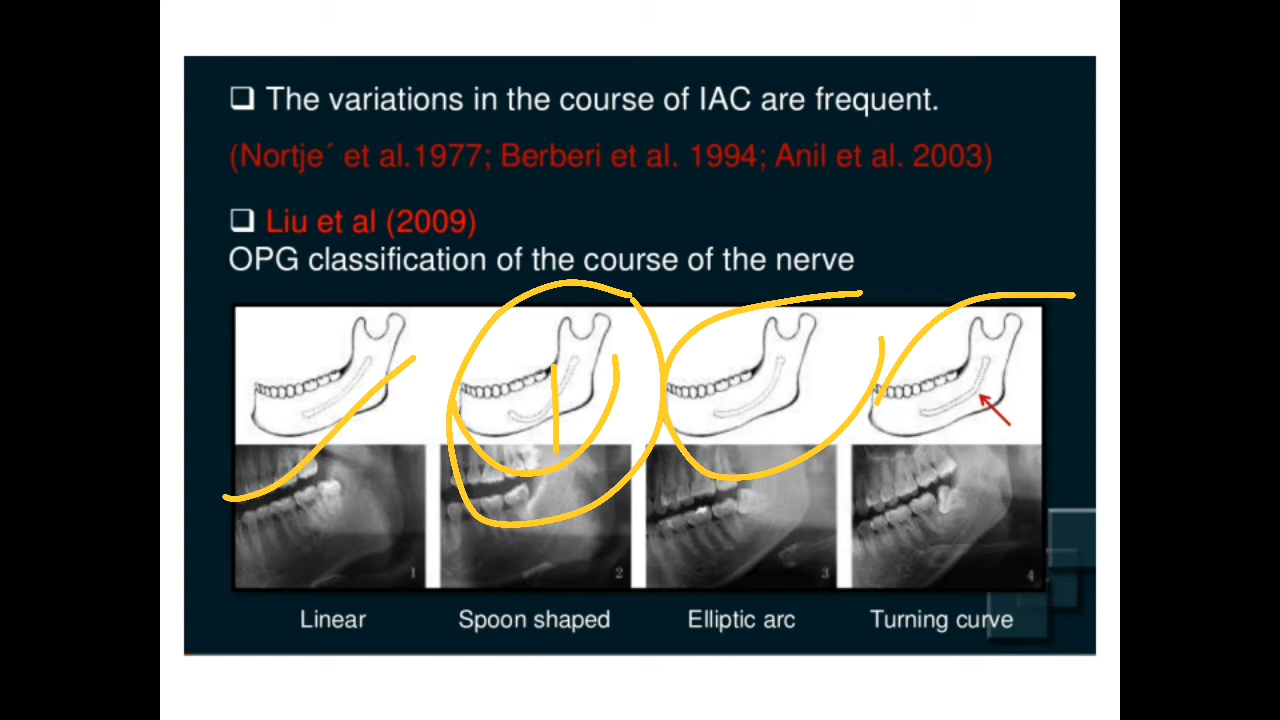 ❑ The variations in the course of IAC are frequent.
(Nortje´ et al.1977; Berberi et al. 1994; Anil et al. 2003)
❑ Liu et al (2009)
OPG classification of the course of the nerve
1 2 3 4
Linear Spoon shaped Elliptic arc Turning curve